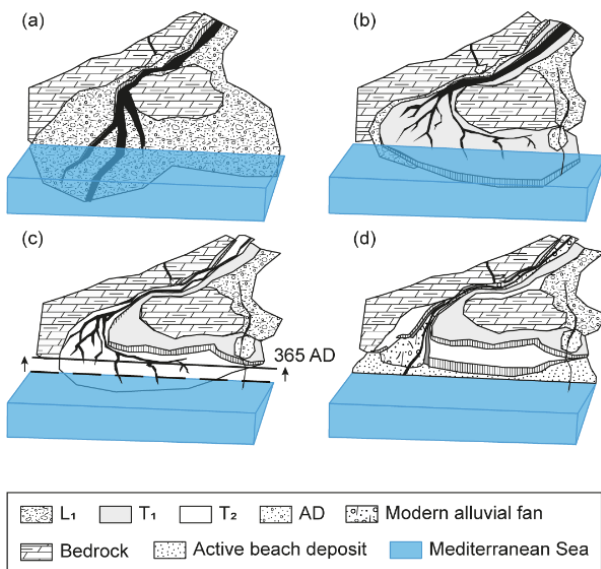 (a) (b)
(c) (d)
365 AD
L₁ T₁ T₂ AD Modern alluvial fan
Bedrock Active beach deposit Mediterranean Sea